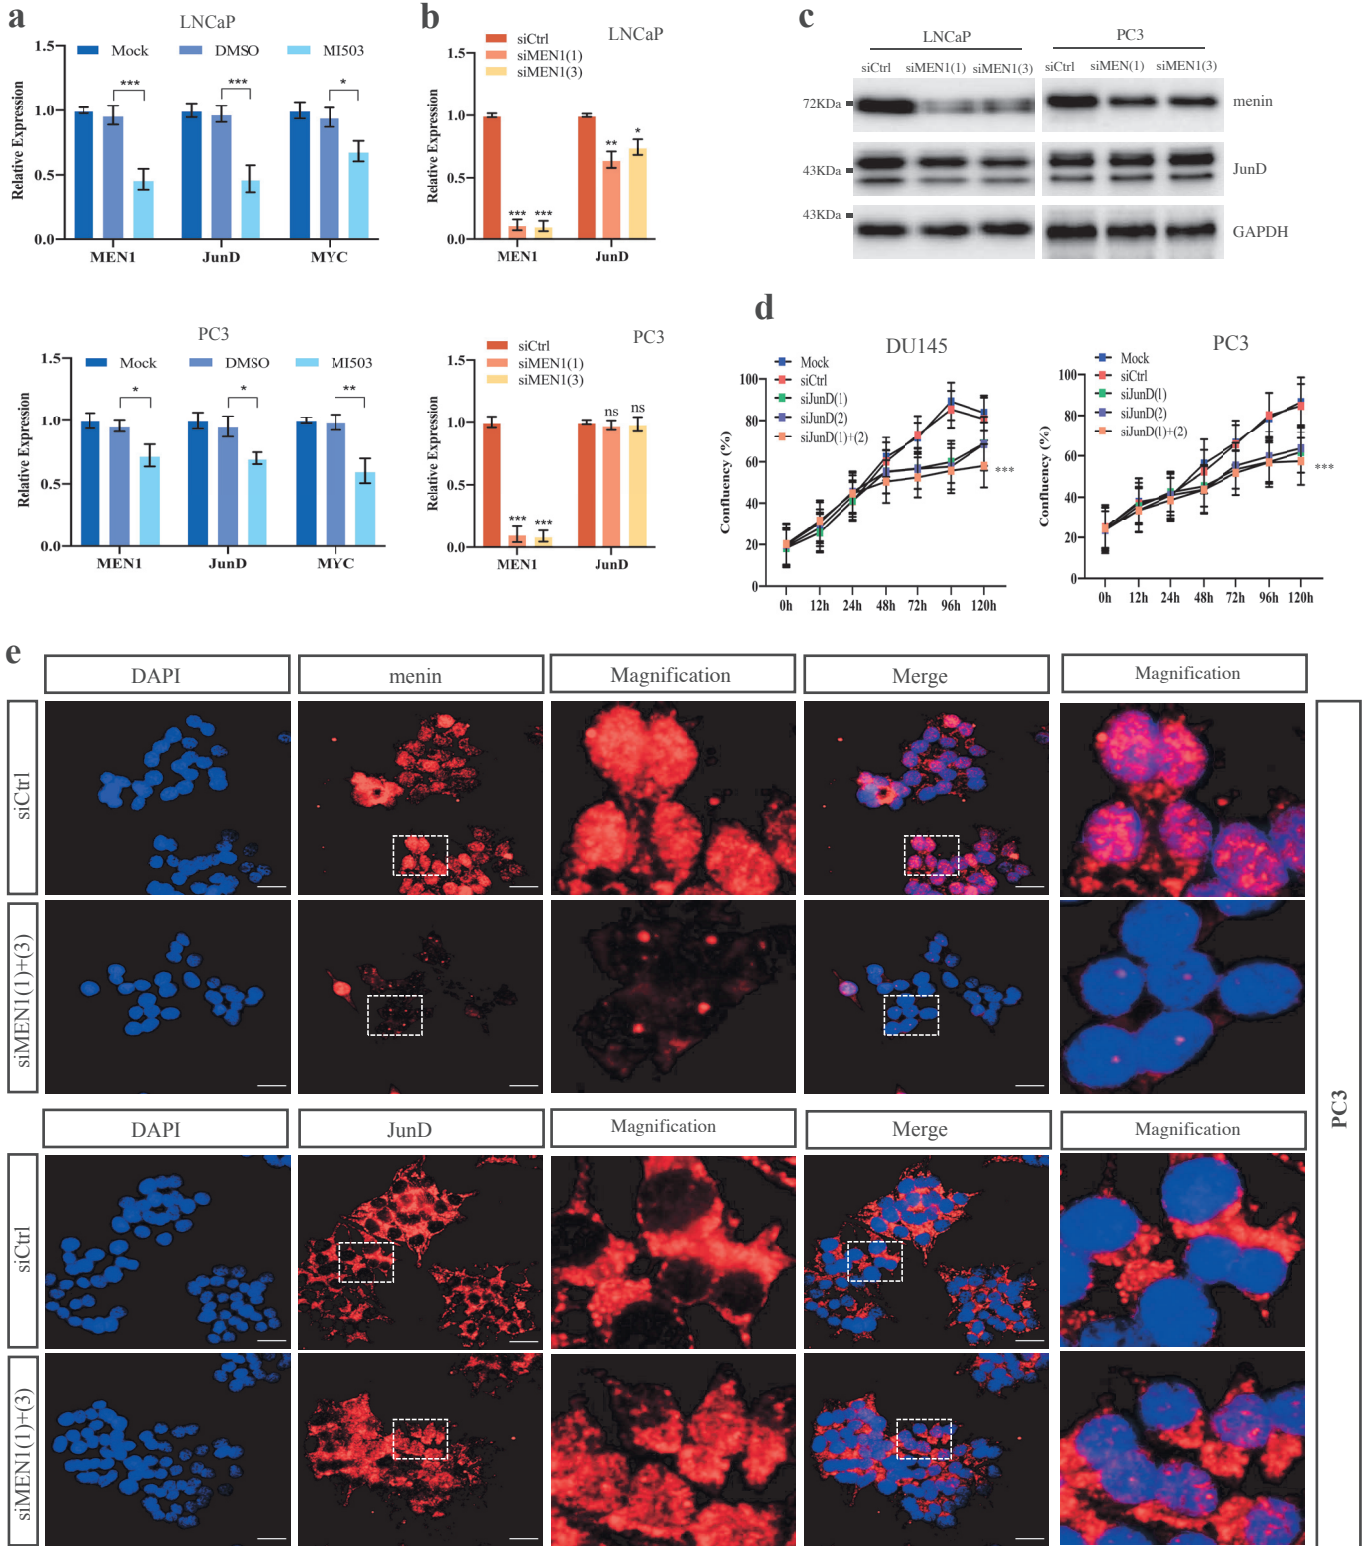 a
LNCaP
Mock DMSO MI503
Relative Expression
1.5
1.0
0.5
0.0
*** *** *
MEN1 JunD MYC
PC3
Mock DMSO MI503
Relative Expression
1.5
1.0
0.5
0.0
* * **
MEN1 JunD MYC
b
LNCaP
siCtrl
siMEN1(1)
siMEN1(3)
Relative Expression
1.5
1.0
0.5
0.0
*** *** ** *
MEN1 JunD
PC3
siCtrl
siMEN1(1)
siMEN1(3)
Relative Expression
1.5
1.0
0.5
0.0
*** *** ns ns
MEN1 JunD
c
LNCaP PC3
siCtrl siMEN1(1) siMEN1(3) siCtrl siMEN(1) siMEN1(3)
72KDa menin
43KDa JunD
43KDa GAPDH
d
DU145
Mock
siCtrl
siJunD(1)
siJunD(2)
siJunD(1)+(2)
Confluency (%)
100
80
60
40
20
0
***
0h 12h 24h 48h 72h 96h 120h
PC3
Mock
siCtrl
siJunD(1)
siJunD(2)
siJunD(1)+(2)
Confluency (%)
100
80
60
40
20
0
***
0h 12h 24h 48h 72h 96h 120h
e
DAPI menin Magnification Merge Magnification
siCtrl
siMEN1(1)+(3)
DAPI JunD Magnification Merge Magnification
siCtrl
siMEN1(1)+(3)
PC3